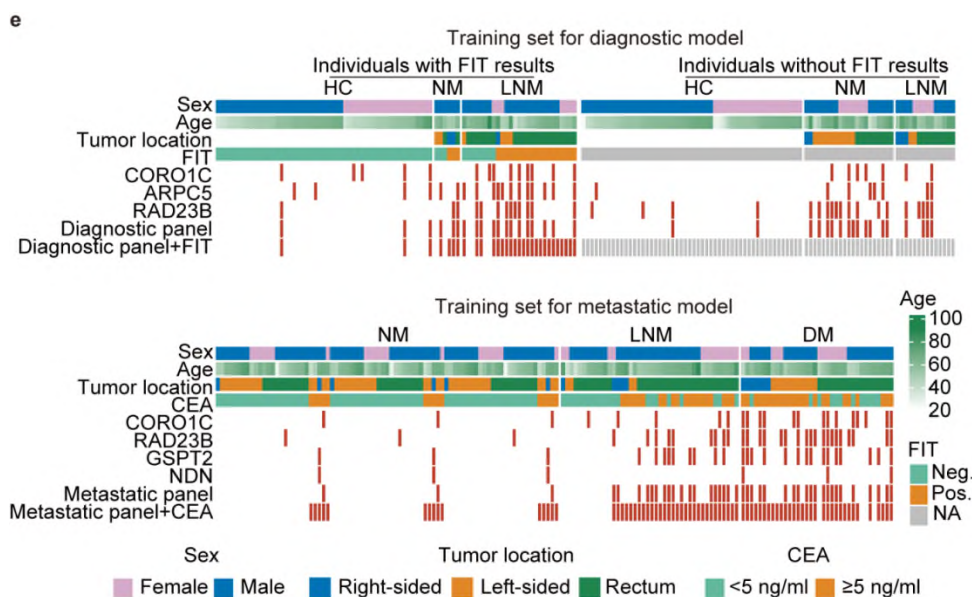 e
Training set for diagnostic model
Individuals with FIT results
Individuals without FIT results
HC NM LNM HC NM LNM
Sex
Age
Tumor location
FIT
CORO1C
ARPC5
RAD23B
Diagnostic panel
Diagnostic panel+FIT
Training set for metastatic model
NM LNM DM
Sex
Age
Tumor location
CEA
CORO1C
RAD23B
GSPT2
NDN
Metastatic panel
Metastatic panel+CEA
Age
100
80
60
40
20
FIT
Neg.
Pos.
NA
Sex Tumor location CEA
Female Male Right-sided Left-sided Rectum <5 ng/ml ≥5 ng/ml